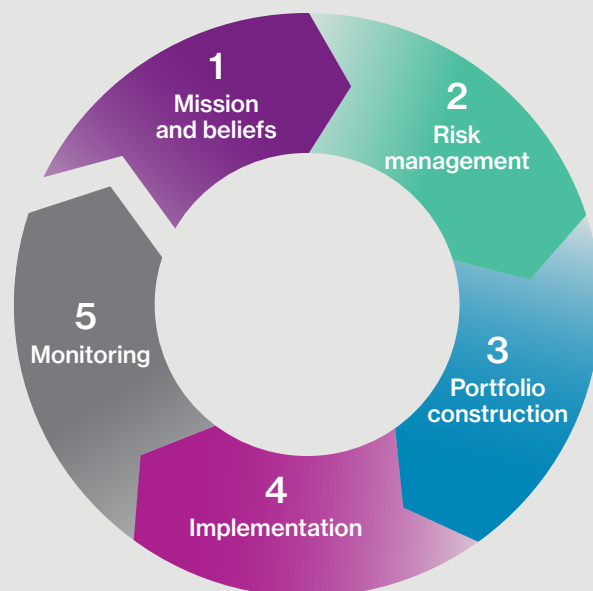 1
Mission
and beliefs
2
Risk
management
3
Portfolio
construction
4
Implementation
5
Monitoring